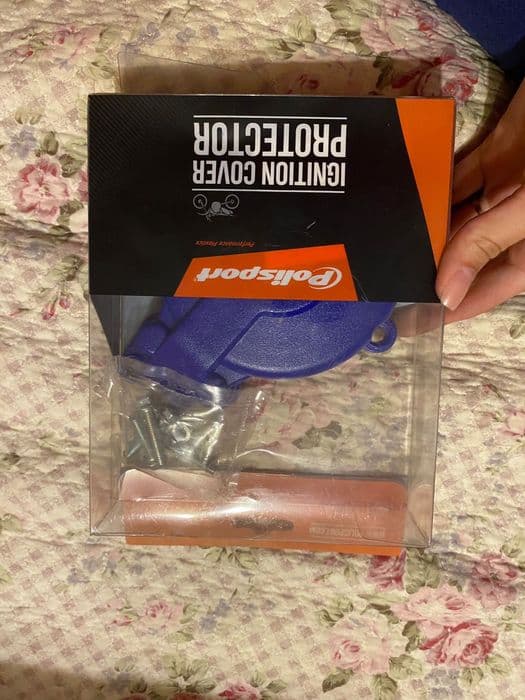 Polisport
Performance Plastics
IGNITION COVER
PROTECTOR